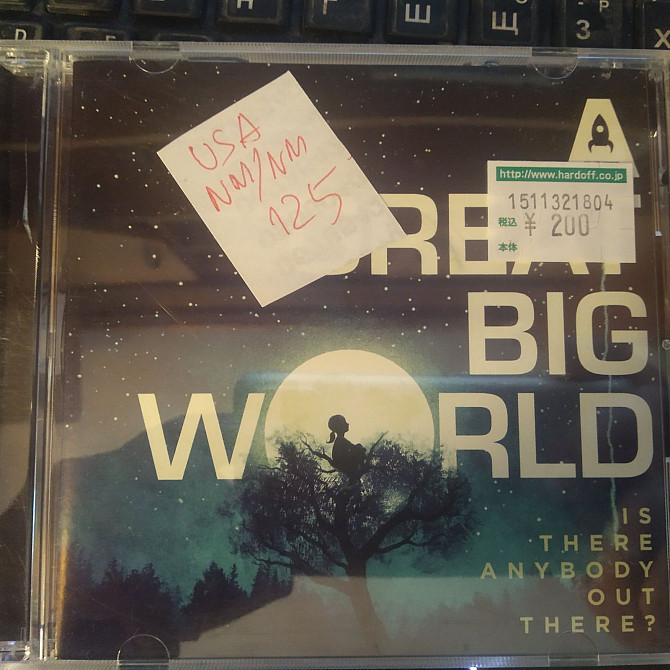 Ш
Щ
Р
З
Х
USA
NM/NM
125
http://www.hardoff.co.jp
1511321804
税込 ¥ 200
本体
A
GREAT
BIG
WORLD
IS
THERE
ANYBODY
OUT
THERE?